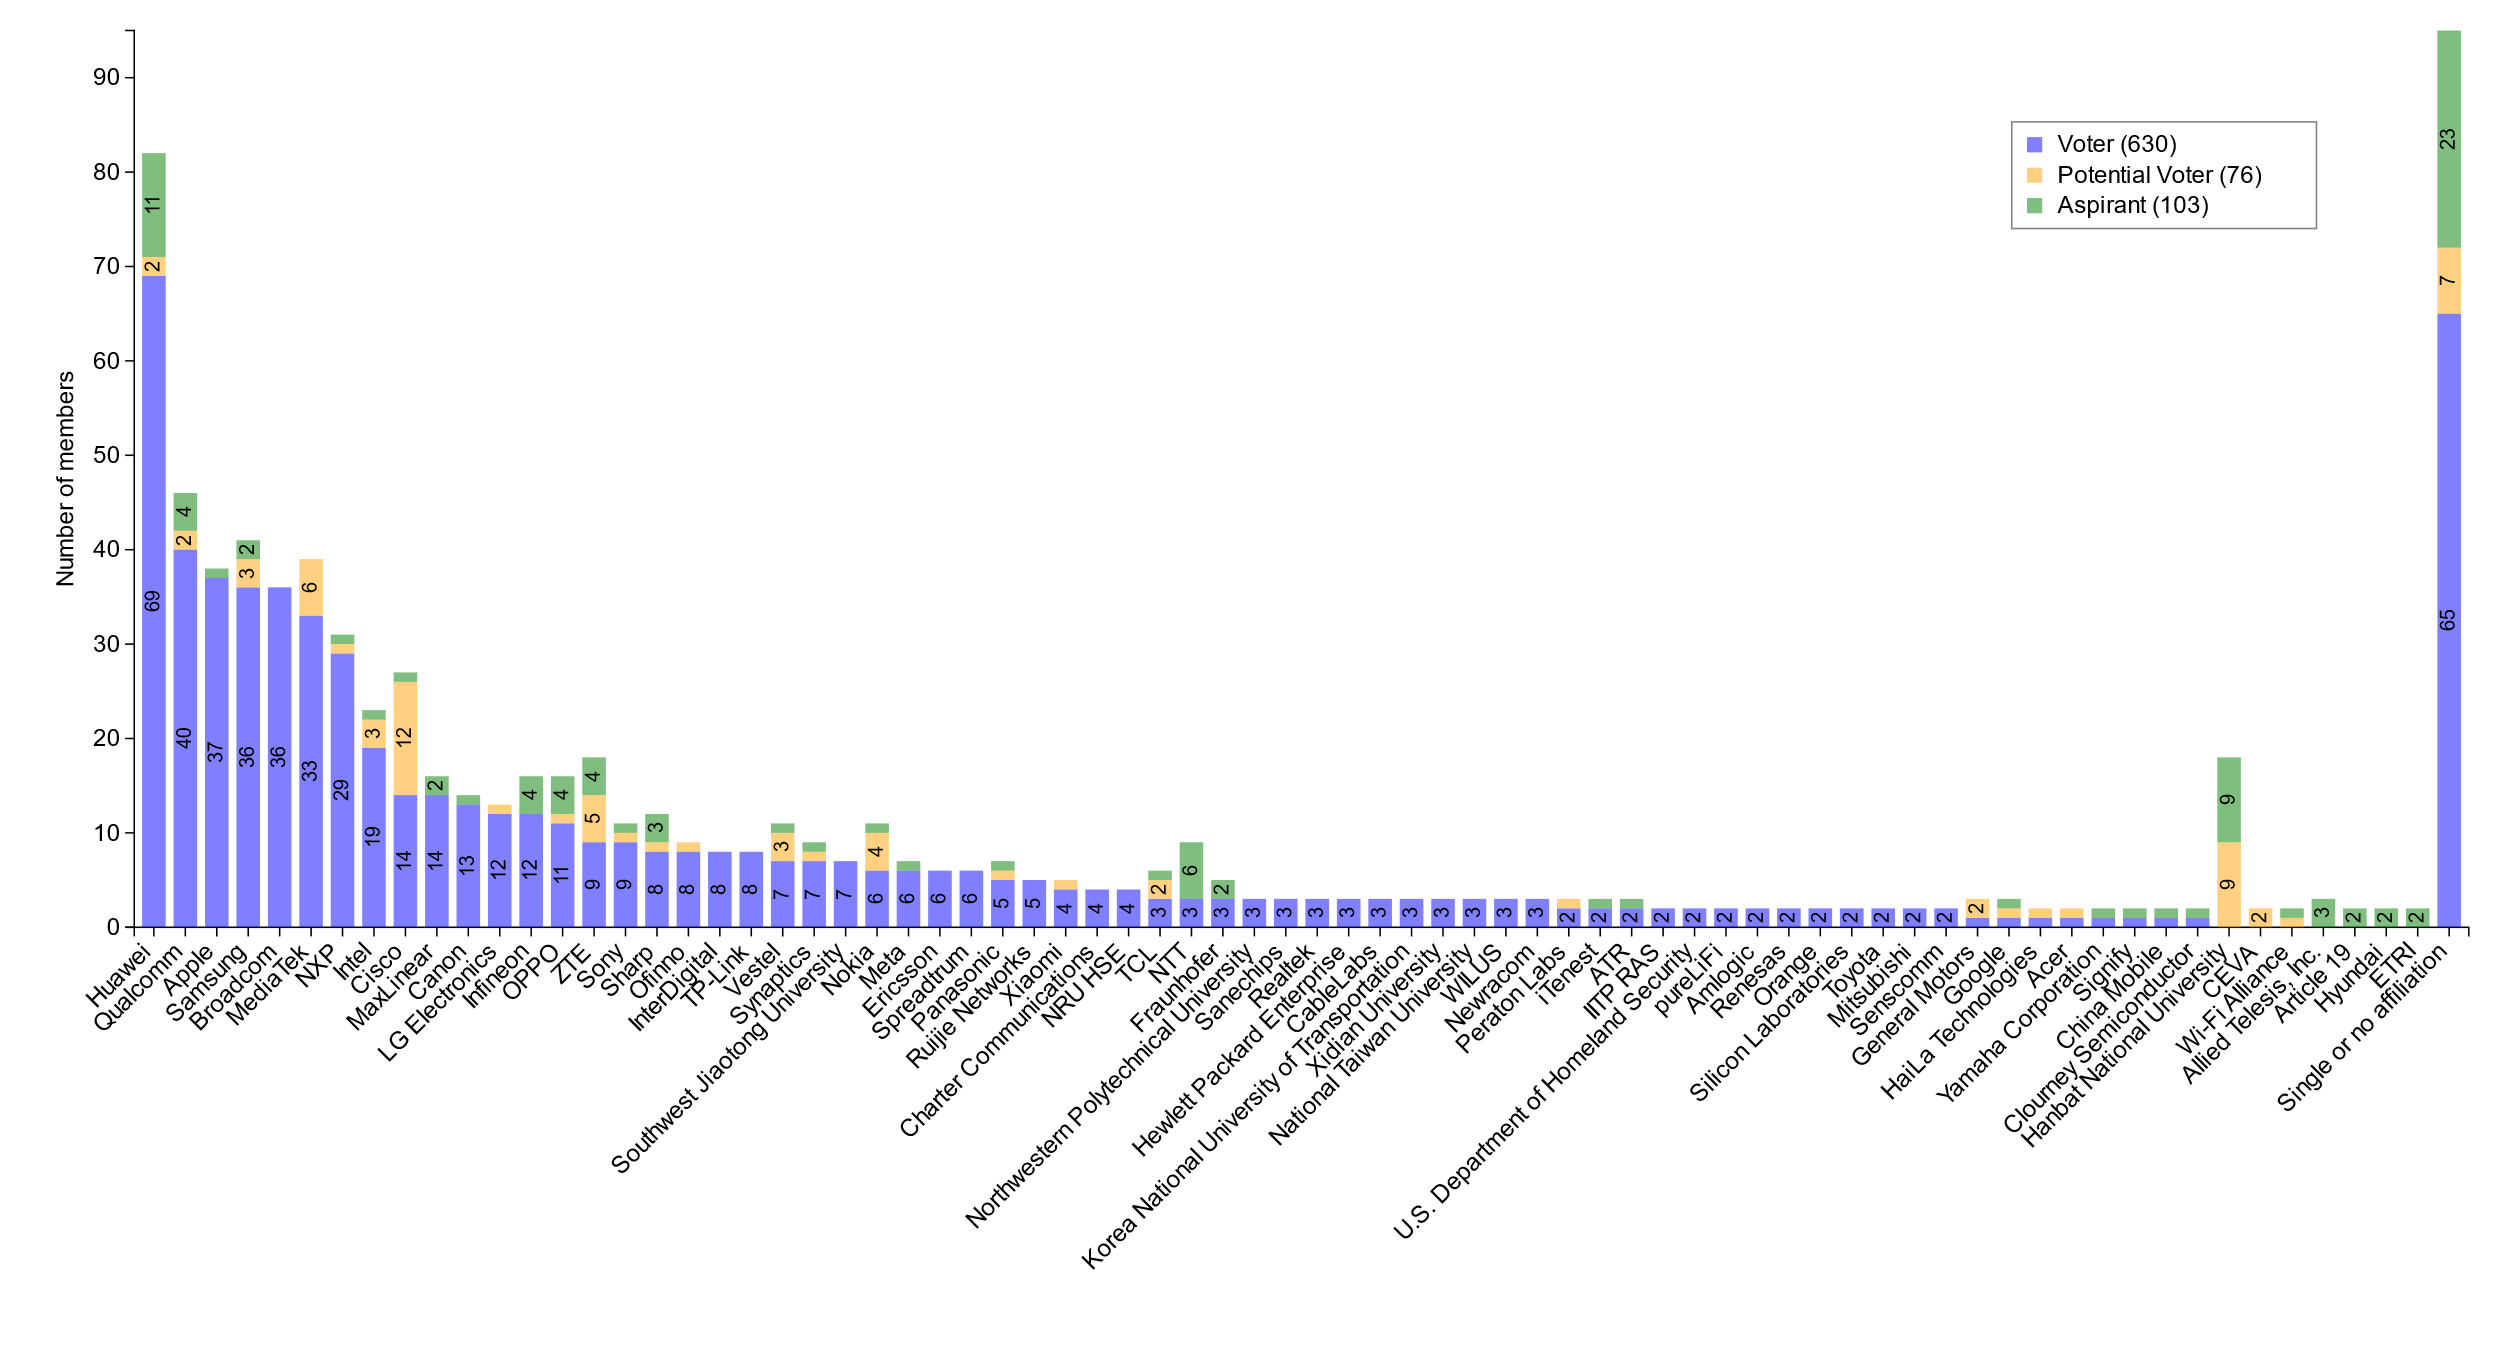 Number of members
90
80
70
60
50
40
30
20
10
0
Voter (630)
Potential Voter (76)
Aspirant (103)
69
2
11
40
2
4
37
36
3
2
36
33
6
29
19
3
14
12
14
2
13
12
12
4
11
4
9
5
4
9
8
3
8
8
8
7
3
7
7
6
4
6
6
6
5
5
4
4
4
3
2
3
6
3
2
3
3
3
3
3
3
3
3
3
3
2
2
2
2
2
2
2
2
2
2
2
2
2
2
9
9
2
3
2
2
2
65
7
23
Huawei
Qualcomm
Apple
Samsung
Broadcom
MediaTek
NXP
Intel
Cisco
MaxLinear
Canon
LG Electronics
Infineon
OPPO
ZTE
Sony
Sharp
Ofinno
InterDigital
TP-Link
Vestel
Synaptics
Southwest Jiaotong University
Nokia
Meta
Ericsson
Spreadtrum
Panasonic
Ruijie Networks
Xiaomi
Charter Communications
NRU HSE
TCL
NTT
Fraunhofer
Northwestern Polytechnical University
Sanechips
Realtek
Hewlett Packard Enterprise
CableLabs
Korea National University of Transportation
Xidian University
National Taiwan University
WILUS
Newracom
Peraton Labs
iTenest
ATR
IITP RAS
U.S. Department of Homeland Security
pureLiFi
Amlogic
Renesas
Orange
Silicon Laboratories
Toyota
Mitsubishi
Senscomm
General Motors
Google
HaiLa Technologies
Acer
Yamaha Corporation
Signify
China Mobile
Clourney Semiconductor
Hanbat National University
CEVA
Wi-Fi Alliance
Allied Telesis, Inc.
Article 19
Hyundai
ETRI
Single or no affiliation